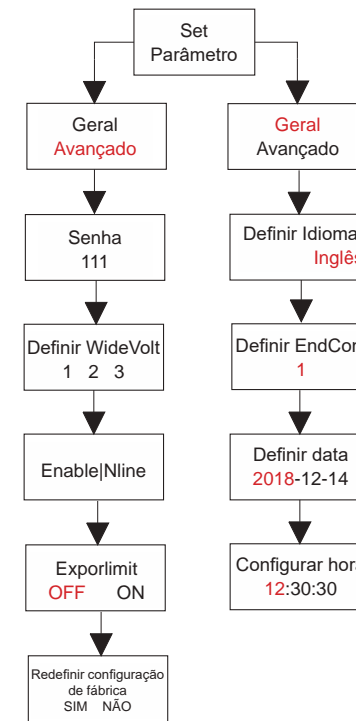 Set
Parâmetro
Geral
Avançado
Senha
111
Definir WideVolt
1 2 3
Enable|Nline
Exporlimit
OFF ON
Redefinir configuração
de fábrica
SIM NÃO
Geral
Avançado
Definir Idioma
Inglês
Definir
1
Definir data
2018-12-14
Configurar hora
12:30:30